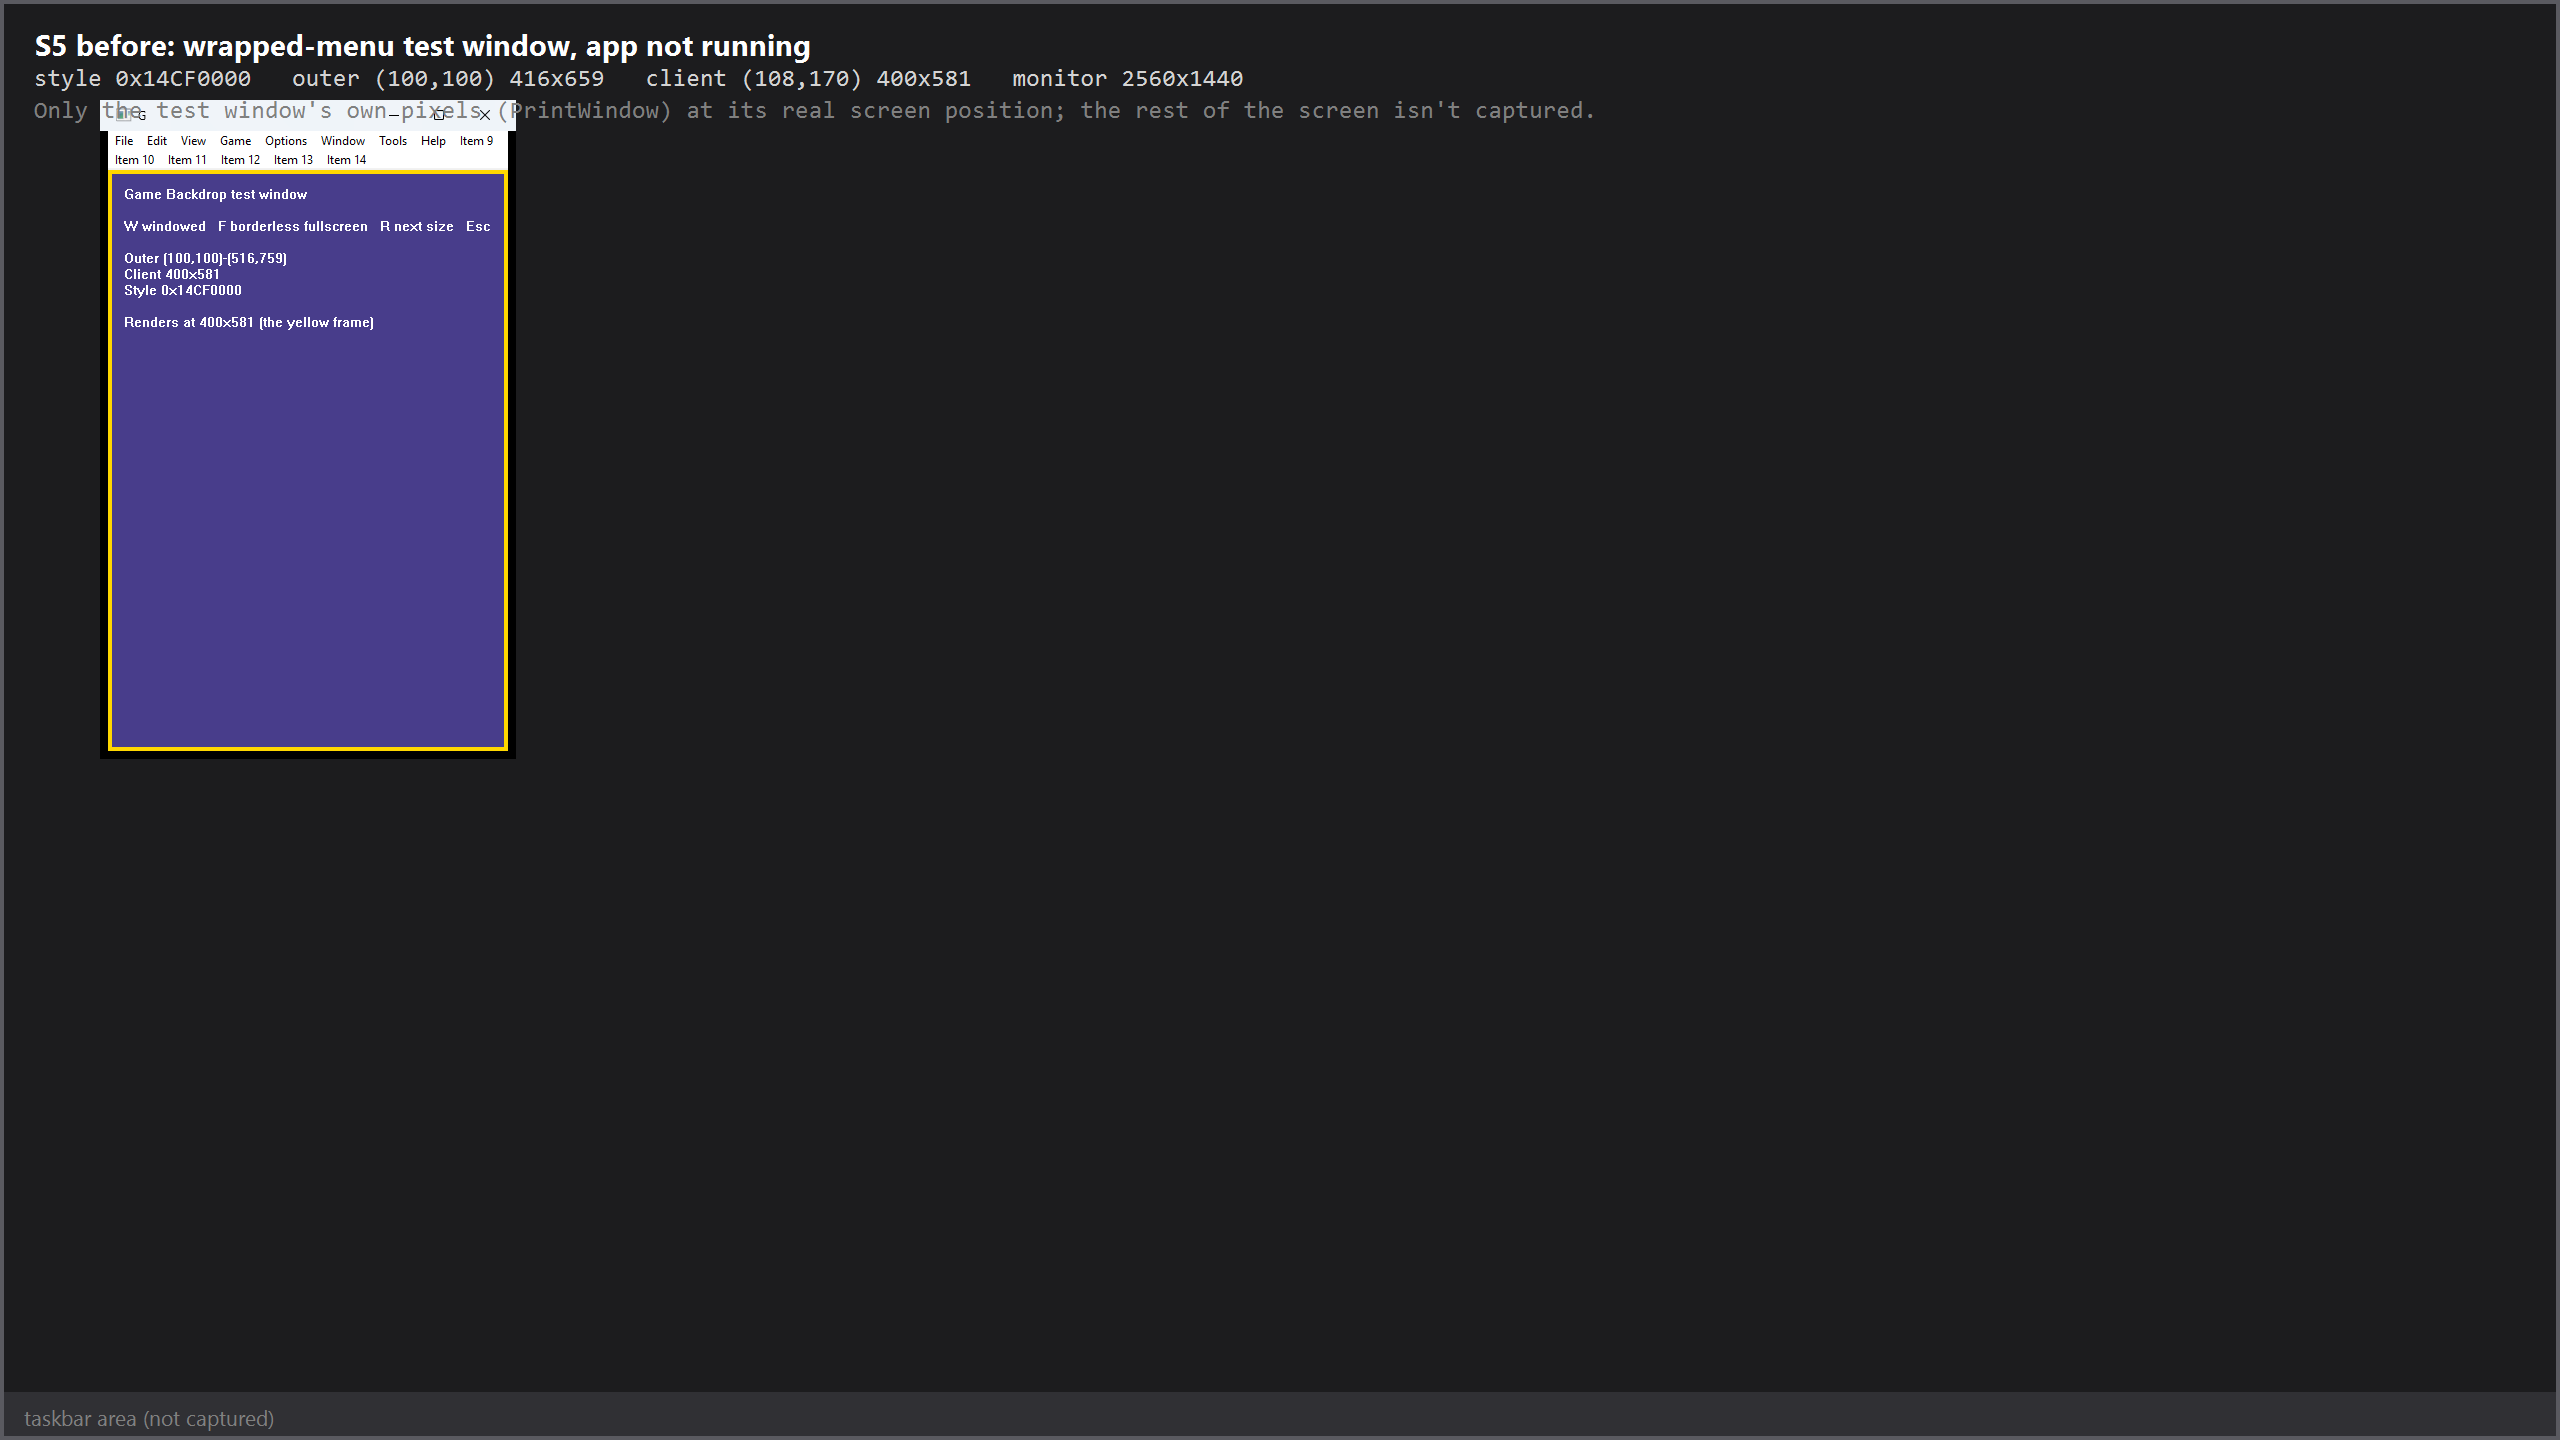 S5 before: wrapped-menu test window, app not running
style 0x14CF0000   outer (100,100) 416x659   client (108,170) 400x581   monitor 2560x1440
Only the test window's own pixels (PrintWindow) at its real screen position; the rest of the screen isn't captured.
G
File Edit View Game Options Window Tools Help Item 9
Item 10 Item 11 Item 12 Item 13 Item 14
Game Backdrop test window
W windowed   F borderless fullscreen   R next size   Esc
Outer (100,100)-(516,759)
Client 400x581
Style 0x14CF0000
Renders at 400x581 (the yellow frame)
taskbar area (not captured)